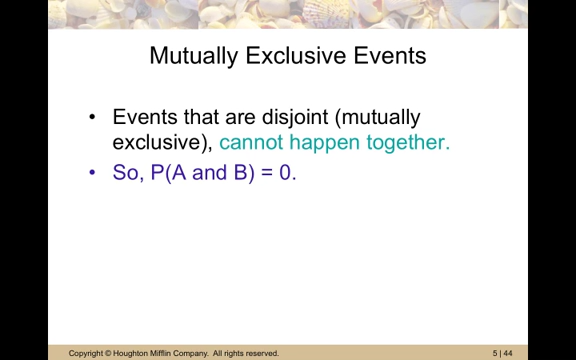 Mutually Exclusive Events
• Events that are disjoint (mutually
exclusive), cannot happen together.
• So, P(A and B) = 0.
Copyright © Houghton Mifflin Company. All rights reserved.
5 | 44